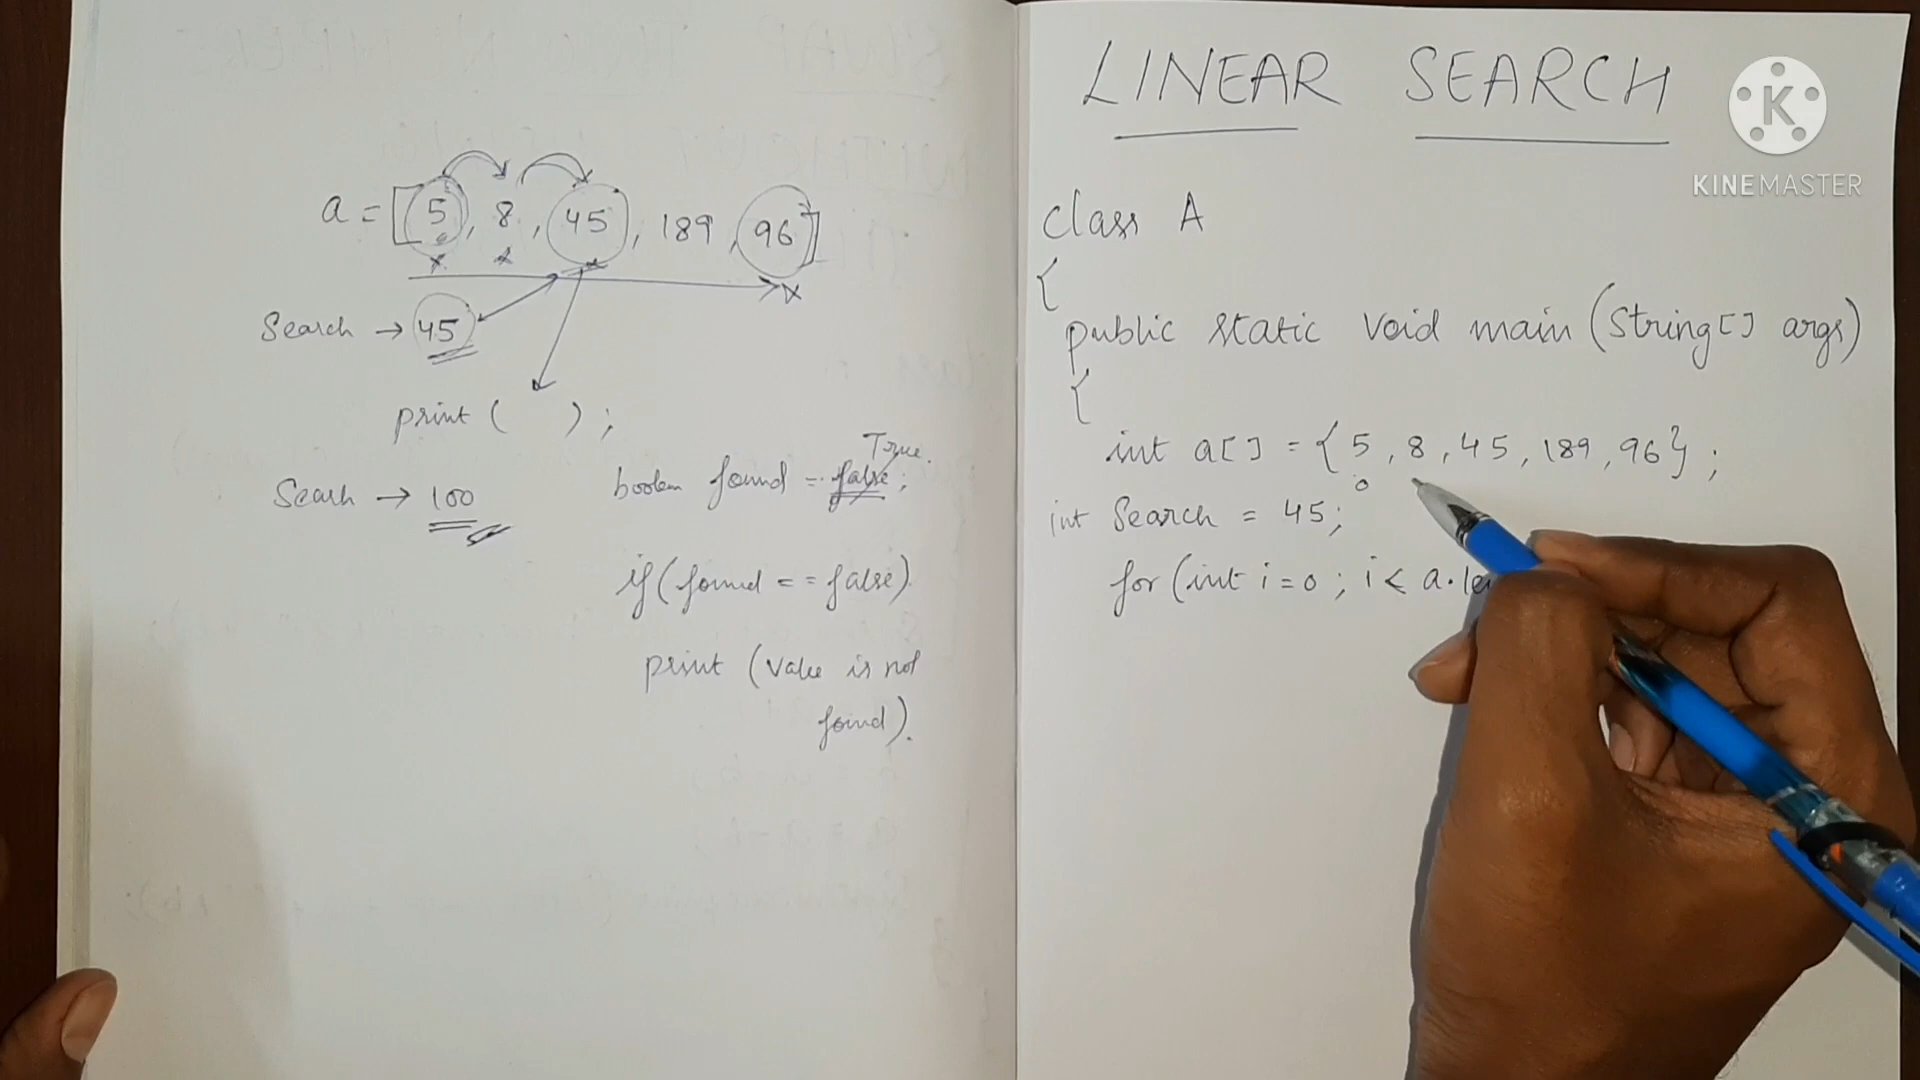 a = [5, 8, 45, 189, 96]
Search → 45
print ( ) ;
True.
Search → 100
boolean found = false;
if (found == false)
print (value is not
found).
LINEAR SEARCH
K
KINEMASTER
class A
{
public static void main (String[] args)
{
int a[] = {5, 8, 45, 189, 96} ;
0
int Search = 45;
for (int i = 0 ; i < a.le